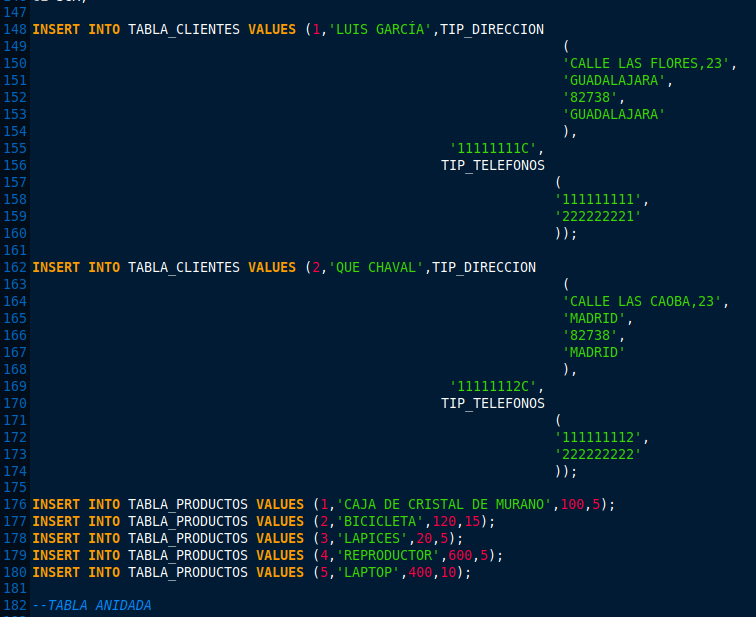 147
148 INSERT INTO TABLA_CLIENTES VALUES (1,'LUIS GARCÍA',TIP_DIRECCION
149 (
150 'CALLE LAS FLORES,23',
151 'GUADALAJARA',
152 '82738',
153 'GUADALAJARA'
154 ),
155 '11111111C',
156 TIP_TELEFONOS
157 (
158 '111111111',
159 '222222221'
160 ));
161
162 INSERT INTO TABLA_CLIENTES VALUES (2,'QUE CHAVAL',TIP_DIRECCION
163 (
164 'CALLE LAS CAOBA,23',
165 'MADRID',
166 '82738',
167 'MADRID'
168 ),
169 '11111112C',
170 TIP_TELEFONOS
171 (
172 '111111112',
173 '222222222'
174 ));
175
176 INSERT INTO TABLA_PRODUCTOS VALUES (1,'CAJA DE CRISTAL DE MURANO',100,5);
177 INSERT INTO TABLA_PRODUCTOS VALUES (2,'BICICLETA',120,15);
178 INSERT INTO TABLA_PRODUCTOS VALUES (3,'LAPICES',20,5);
179 INSERT INTO TABLA_PRODUCTOS VALUES (4,'REPRODUCTOR',600,5);
180 INSERT INTO TABLA_PRODUCTOS VALUES (5,'LAPTOP',400,10);
181
182 --TABLA ANIDADA